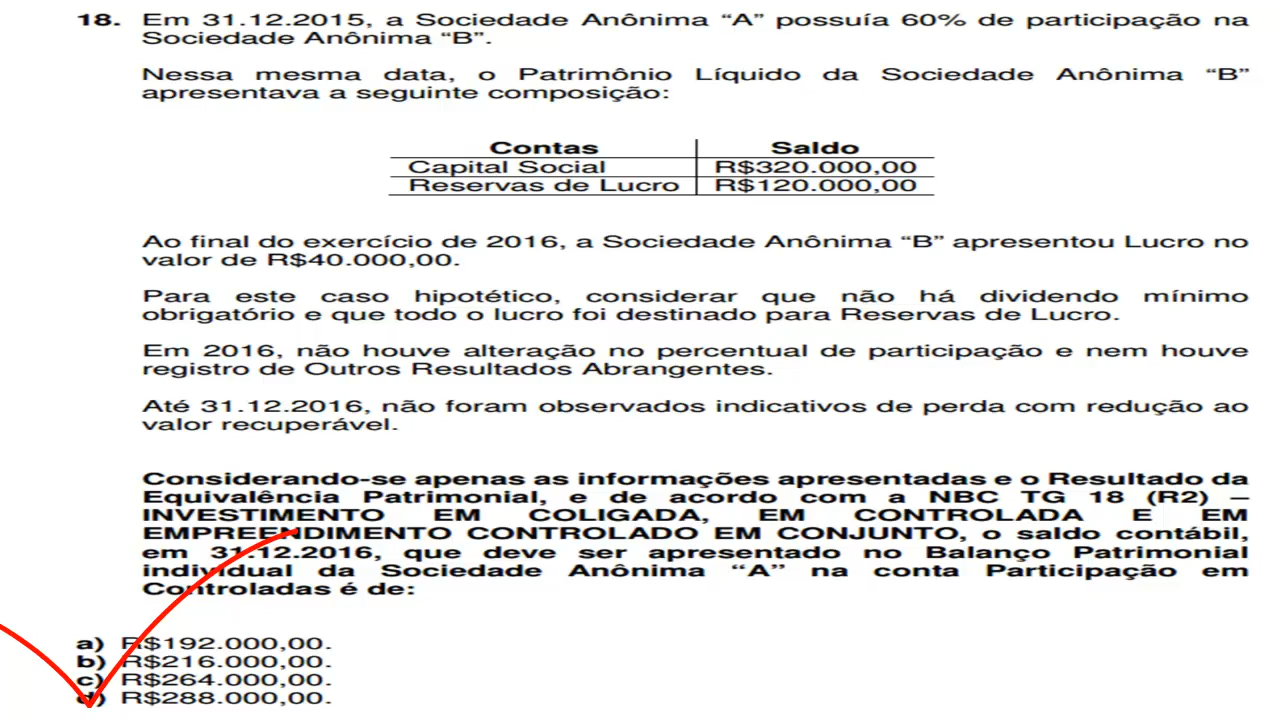 18. Em 31.12.2015, a Sociedade Anônima “A” possuía 60% de participação na
Sociedade Anônima “B”.
Nessa mesma data, o Patrimônio Líquido da Sociedade Anônima “B”
apresentava a seguinte composição:
Contas Saldo
Capital Social R$320.000,00
Reservas de Lucro R$120.000,00
Ao final do exercício de 2016, a Sociedade Anônima “B” apresentou Lucro no
valor de R$40.000,00.
Para este caso hipotético, considerar que não há dividendo mínimo
obrigatório e que todo o lucro foi destinado para Reservas de Lucro.
Em 2016, não houve alteração no percentual de participação e nem houve
registro de Outros Resultados Abrangentes.
Até 31.12.2016, não foram observados indicativos de perda com redução ao
valor recuperável.
Considerando-se apenas as informações apresentadas e o Resultado da
Equivalência Patrimonial, e de acordo com a NBC TG 18 (R2) –
INVESTIMENTO EM COLIGADA, EM CONTROLADA E EM
EMPREENDIMENTO CONTROLADO EM CONJUNTO, o saldo contábil,
em 31.12.2016, que deve ser apresentado no Balanço Patrimonial
individual da Sociedade Anônima “A” na conta Participação em
Controladas é de:
a) R$192.000,00.
b) R$216.000,00.
c) R$264.000,00.
d) R$288.000,00.